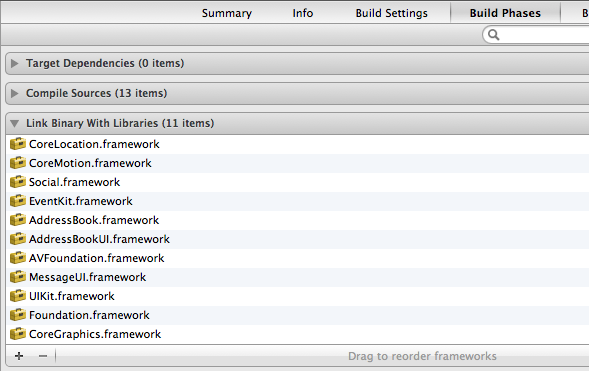 Summary Info Build Settings Build Phases B
Target Dependencies (0 items)
Compile Sources (13 items)
Link Binary With Libraries (11 items)
CoreLocation.framework
CoreMotion.framework
Social.framework
EventKit.framework
AddressBook.framework
AddressBookUI.framework
AVFoundation.framework
MessageUI.framework
UIKit.framework
Foundation.framework
CoreGraphics.framework
Drag to reorder frameworks